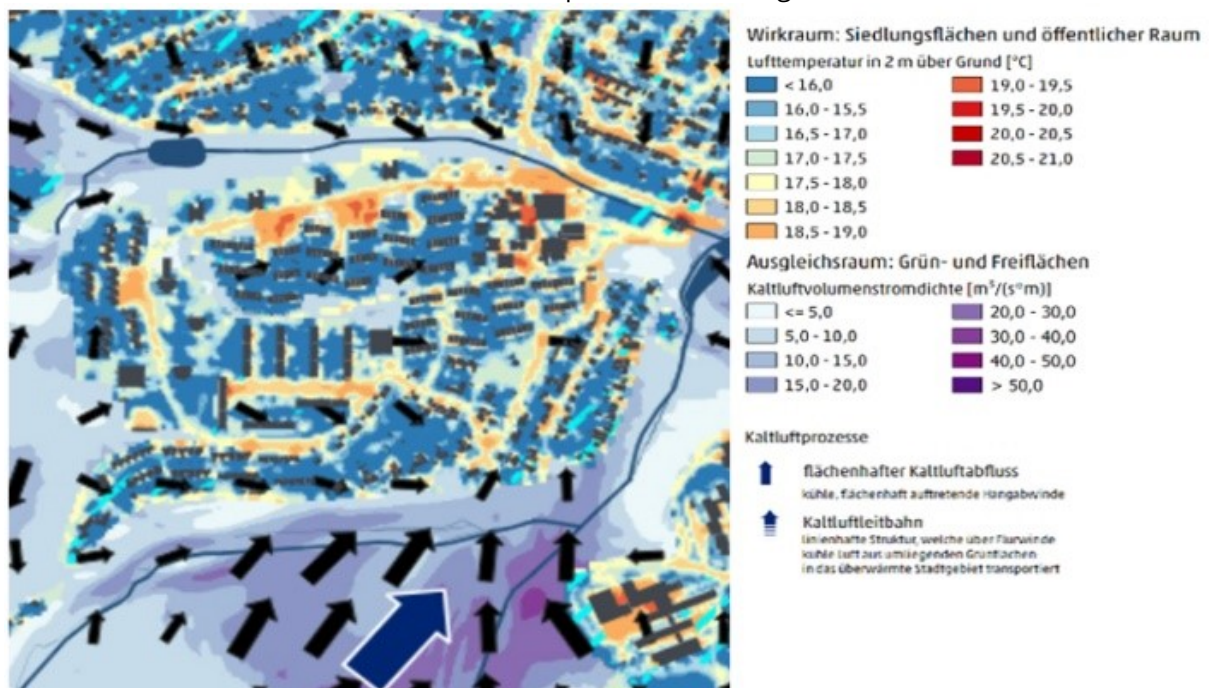 Wirkraum: Siedlungsflächen und öffentlicher Raum
Lufttemperatur in 2 m über Grund [°C]
< 16,0
16,0 - 15,5
16,5 - 17,0
17,0 - 17,5
17,5 - 18,0
18,0 - 18,5
18,5 - 19,0
19,0 - 19,5
19,5 - 20,0
20,0 - 20,5
20,5 - 21,0
Ausgleichsraum: Grün- und Freiflächen
Kaltluftvolumenstromdichte [m³/(s*m)]
<= 5,0
5,0 - 10,0
10,0 - 15,0
15,0 - 20,0
20,0 - 30,0
30,0 - 40,0
40,0 - 50,0
> 50,0
Kaltluftprozesse
flächenhafter Kaltluftabfluss
kühle, flächenhaft auftretende Hangabwinde
Kaltluftleitbahn
linienhafte Struktur, welche über Flurwinde
kühle Luft aus umliegenden Grünflächen
in das überwärmte Stadtgebiet transportiert